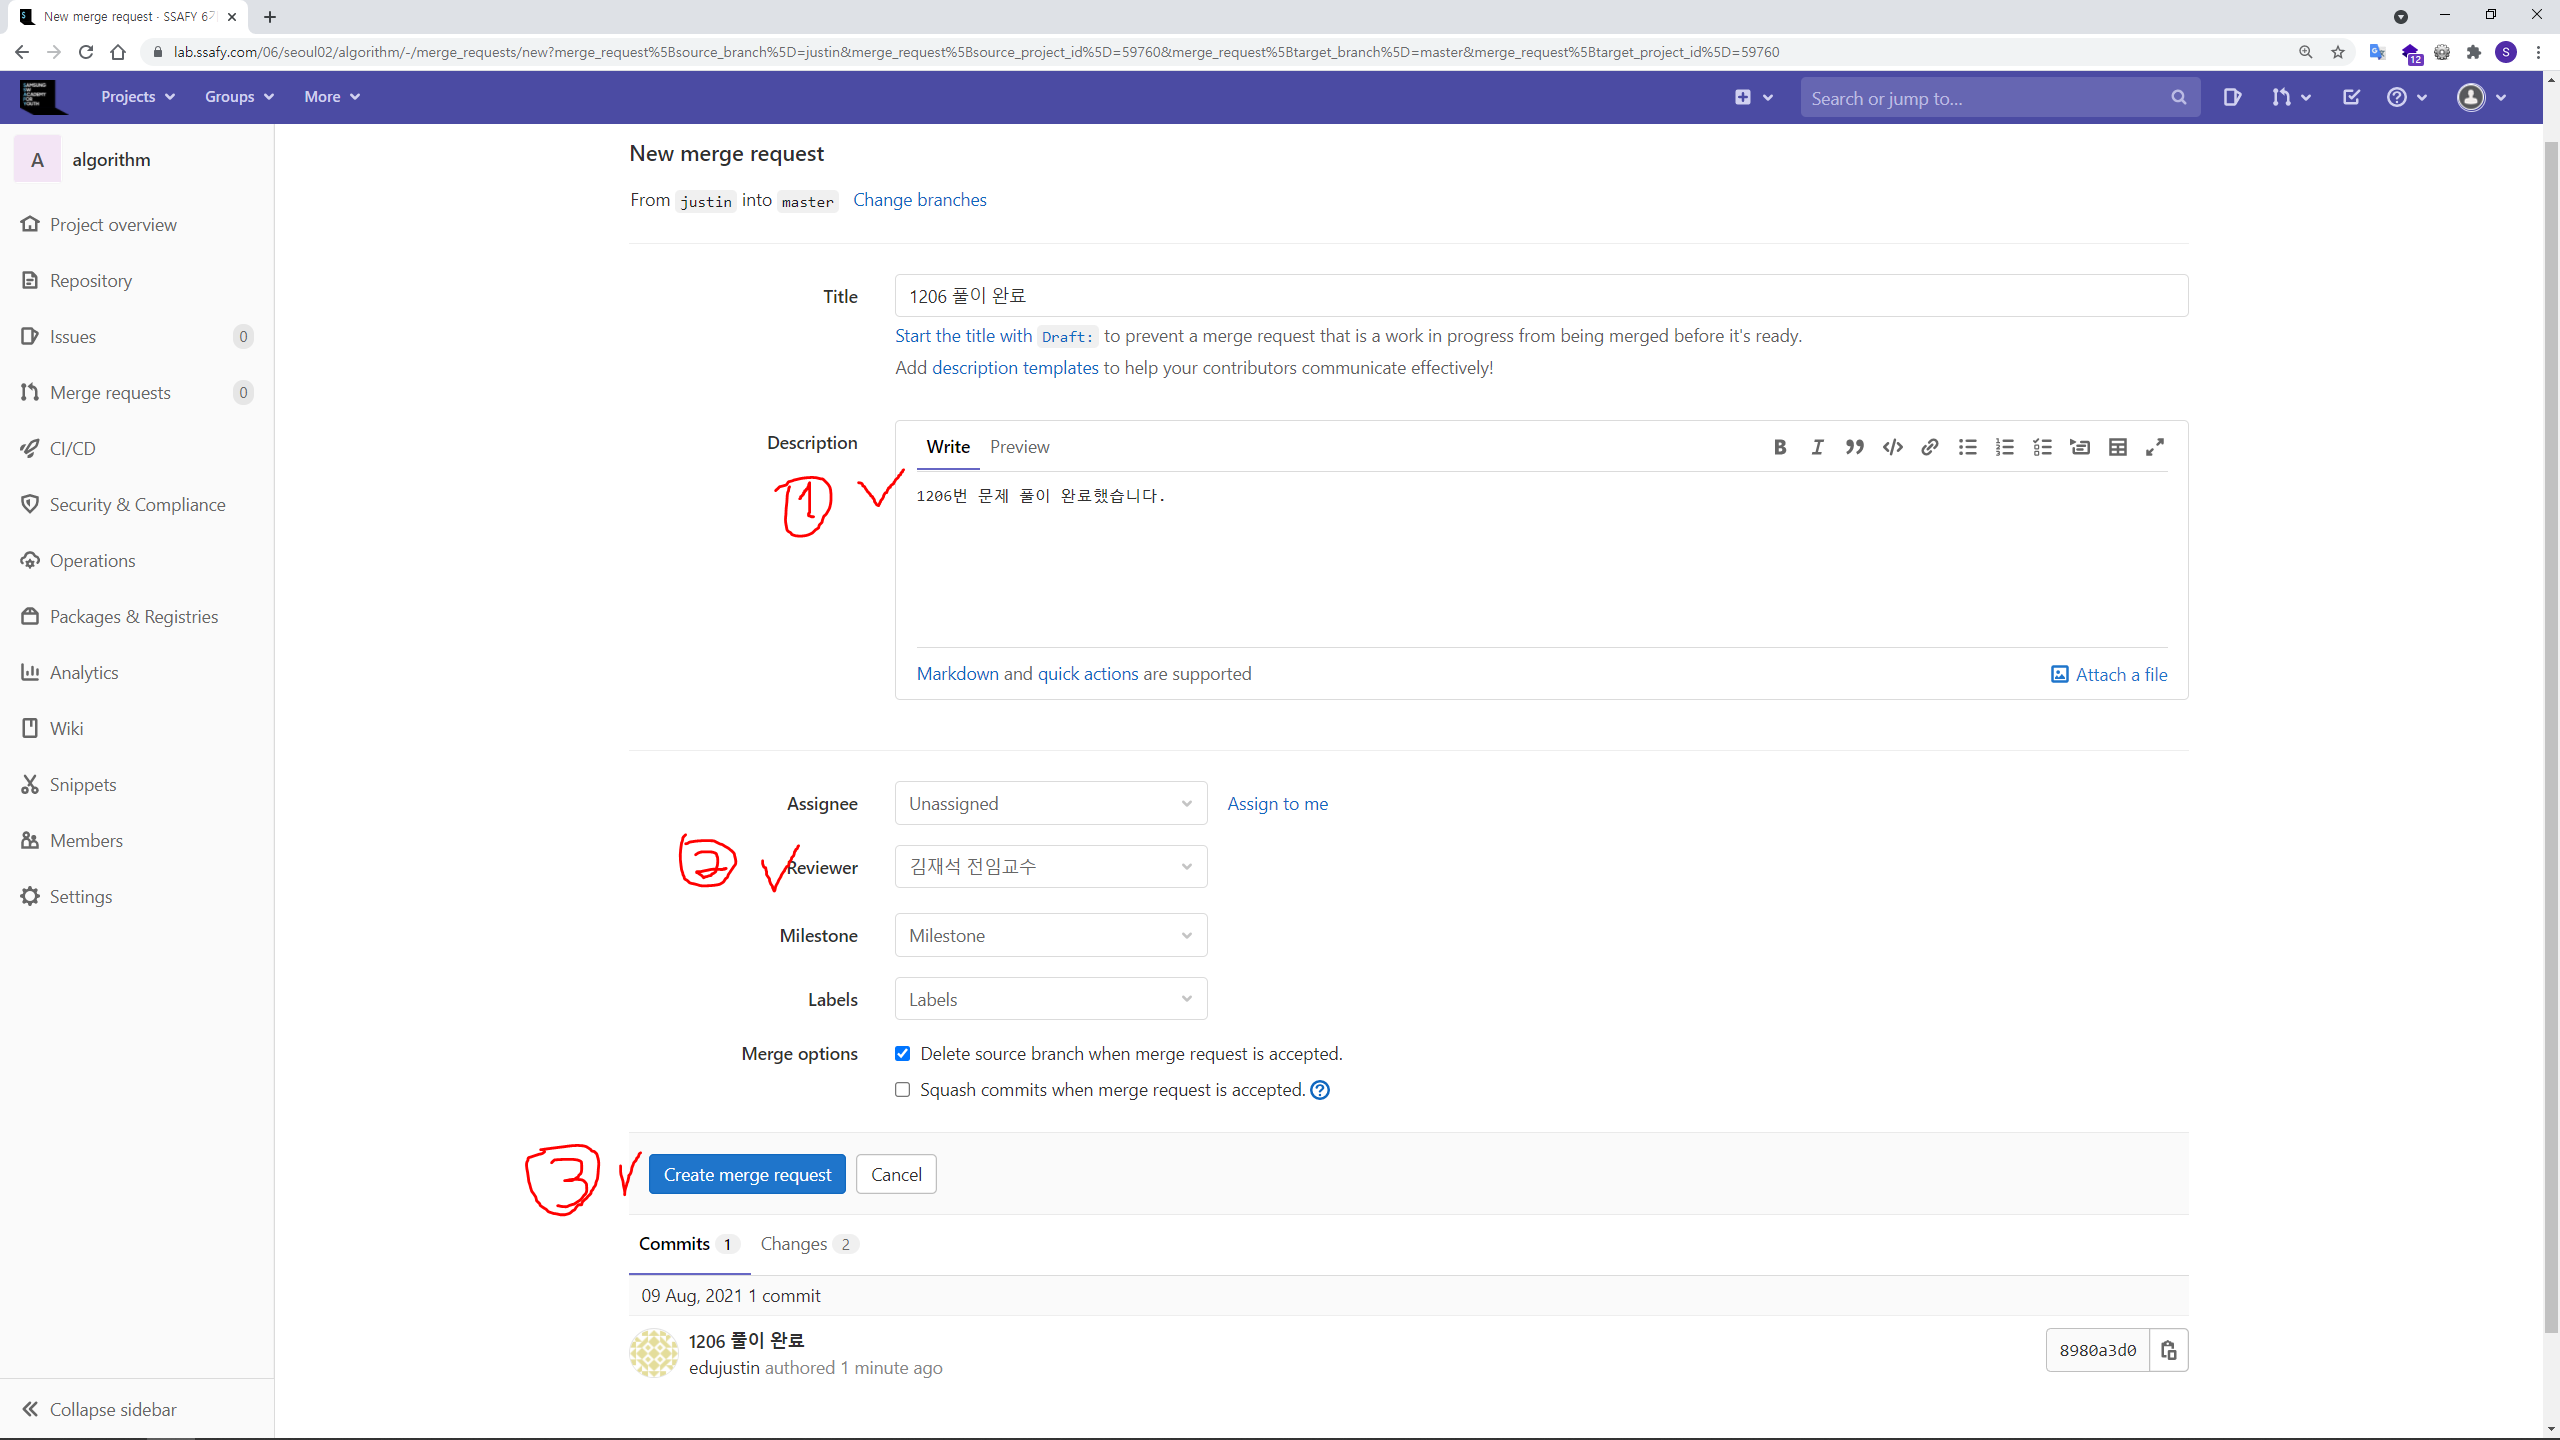 New merge request · SSAFY 6
lab.ssafy.com/06/seoul02/algorithm/-/merge_requests/new?merge_request%5Bsource_branch%5D=justin&merge_request%5Bsource_project_id%5D=59760&merge_request%5Btarget_branch%5D=master&merge_request%5Btarget_project_id%5D=59760
12
S
SAMSUNG SW ACADEMY FOR YOUTH
Projects
Groups
More
Search or jump to...
A algorithm
Project overview
Repository
Issues 0
Merge requests 0
CI/CD
Security & Compliance
Operations
Packages & Registries
Analytics
Wiki
Snippets
Members
Settings
Collapse sidebar
New merge request
From justin into master Change branches
Title
1206 풀이 완료
Start the title with Draft: to prevent a merge request that is a work in progress from being merged before it's ready.
Add description templates to help your contributors communicate effectively!
Description
Write Preview
1
1206번 문제 풀이 완료했습니다.
Markdown and quick actions are supported
Attach a file
Assignee Unassigned Assign to me
2
Reviewer 김재석 전임교수
Milestone Milestone
Labels Labels
Merge options Delete source branch when merge request is accepted.
Squash commits when merge request is accepted.
3
Create merge request Cancel
Commits 1 Changes 2
09 Aug, 2021 1 commit
1206 풀이 완료
edujustin authored 1 minute ago
8980a3d0